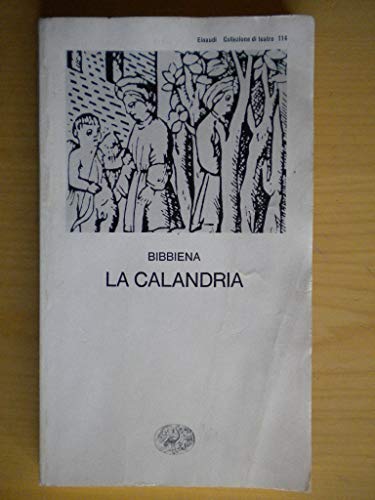 Einaudi Collezione di teatro 114
BIBBIENA
LA CALANDRIA